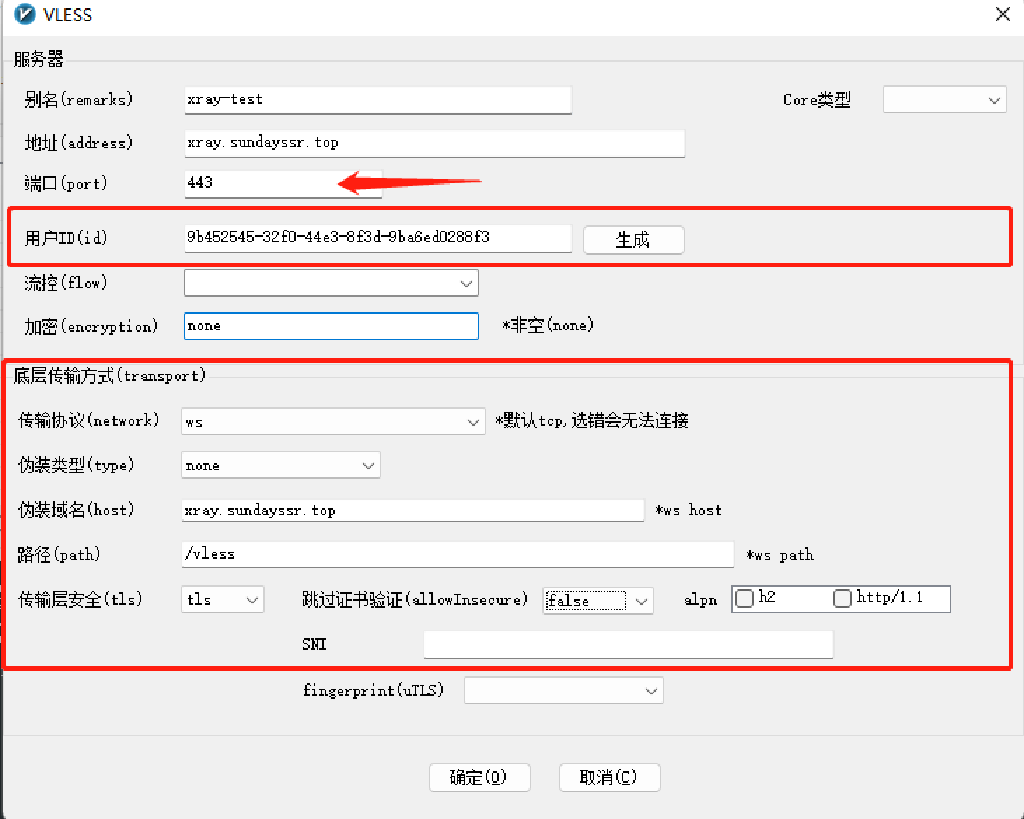 VLESS
服务器
别名(remarks) xray-test Core类型
地址(address) xray.sundayssr.top
端口(port) 443
用户ID(id) 9b452545-32f0-44e3-8f3d-9ba6ed0288f3 生成
流控(flow)
加密(encryption) none *非空(none)
底层传输方式(transport)
传输协议(network) ws *默认tcp,选错会无法连接
伪装类型(type) none
伪装域名(host) xray.sundayssr.top *ws host
路径(path) /vless *ws path
传输层安全(tls) tls 跳过证书验证(allowInsecure) false alpn h2 http/1.1
SNI
fingerprint(uTLS)
确定(O) 取消(C)